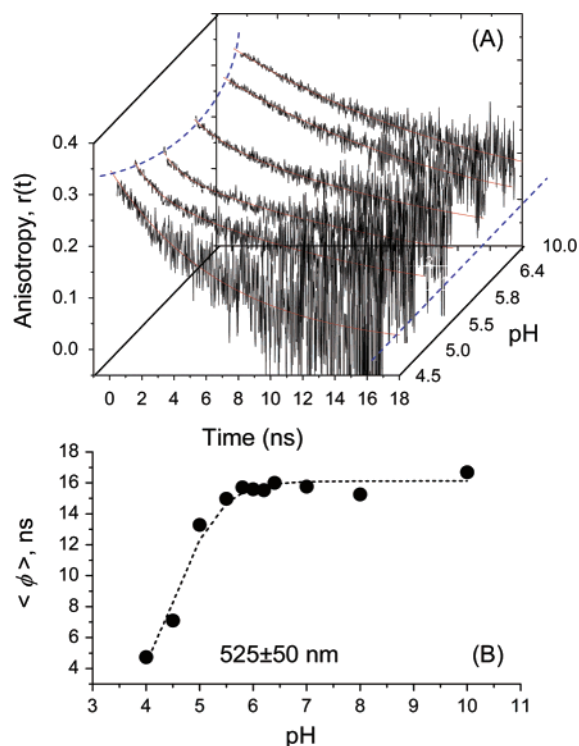 (A)
0.4
0.3
0.2
0.1
0.0
Anisotropy, r(t)
0 2 4 6 8 10 12 14 16 18
Time (ns)
4.5
5.0
5.5
5.8
6.4
10.0
pH
18
16
14
12
10
8
6
4
< ϕ >, ns
525±50 nm (B)
3 4 5 6 7 8 9 10 11
pH